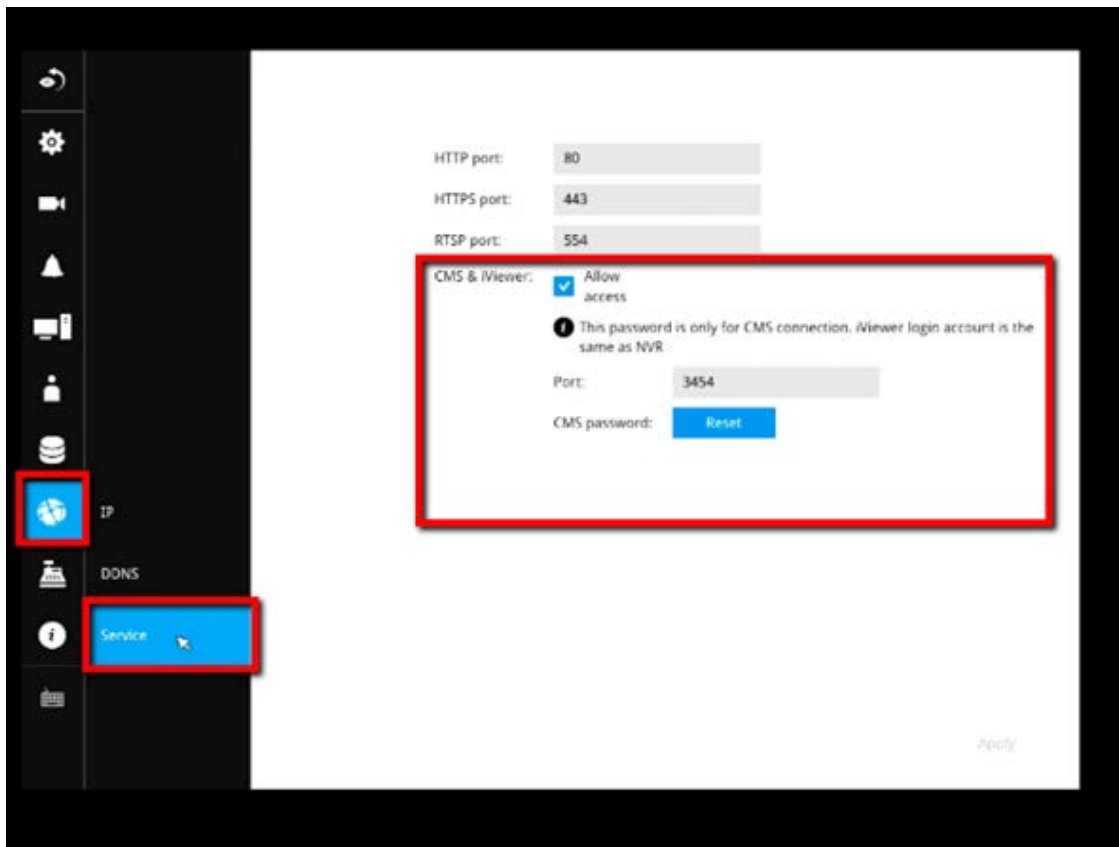 HTTP port: 80
HTTPS port: 443
RTSP port: 554
CMS & iViewer: Allow
access
This password is only for CMS connection. iViewer login account is the
same as NVR
Port: 3454
CMS password: Reset
IP
DDNS
Service
Apply